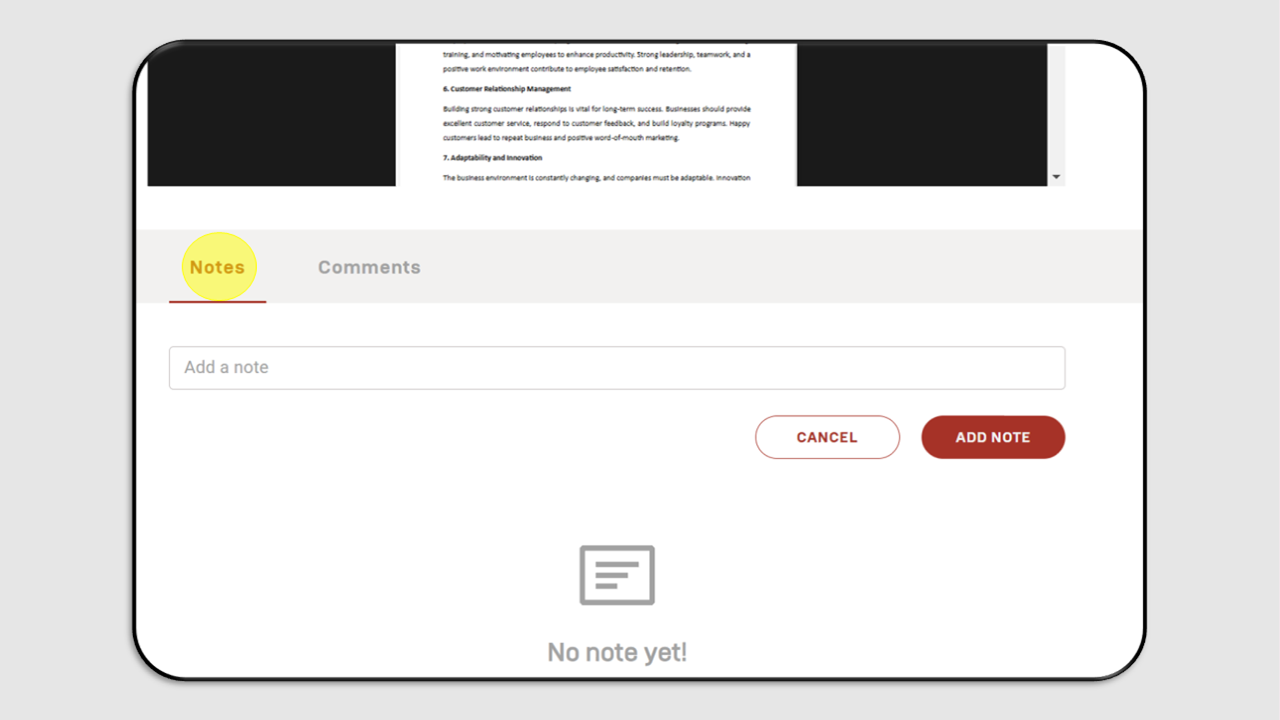 training, and motivating employees to enhance productivity. Strong leadership, teamwork, and a
positive work environment contribute to employee satisfaction and retention.
6. Customer Relationship Management
Building strong customer relationships is vital for long-term success. Businesses should provide
excellent customer service, respond to customer feedback, and build loyalty programs. Happy
customers lead to repeat business and positive word-of-mouth marketing.
7. Adaptability and Innovation
The business environment is constantly changing, and companies must be adaptable. Innovation
Notes Comments
Add a note
CANCEL ADD NOTE
No note yet!